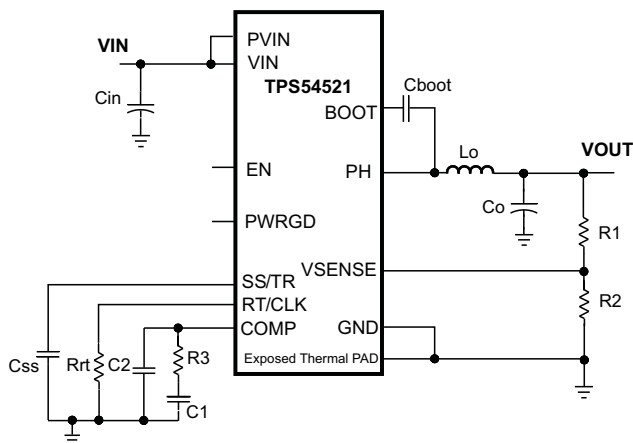 VIN
PVIN
VIN
TPS54521
Cin
Cboot
BOOT
Lo
VOUT
EN
PH
Co
R1
PWRGD
VSENSE
SS/TR
RT/CLK
R2
COMP
GND
Css
Rrt
C2
R3
Exposed Thermal PAD
C1